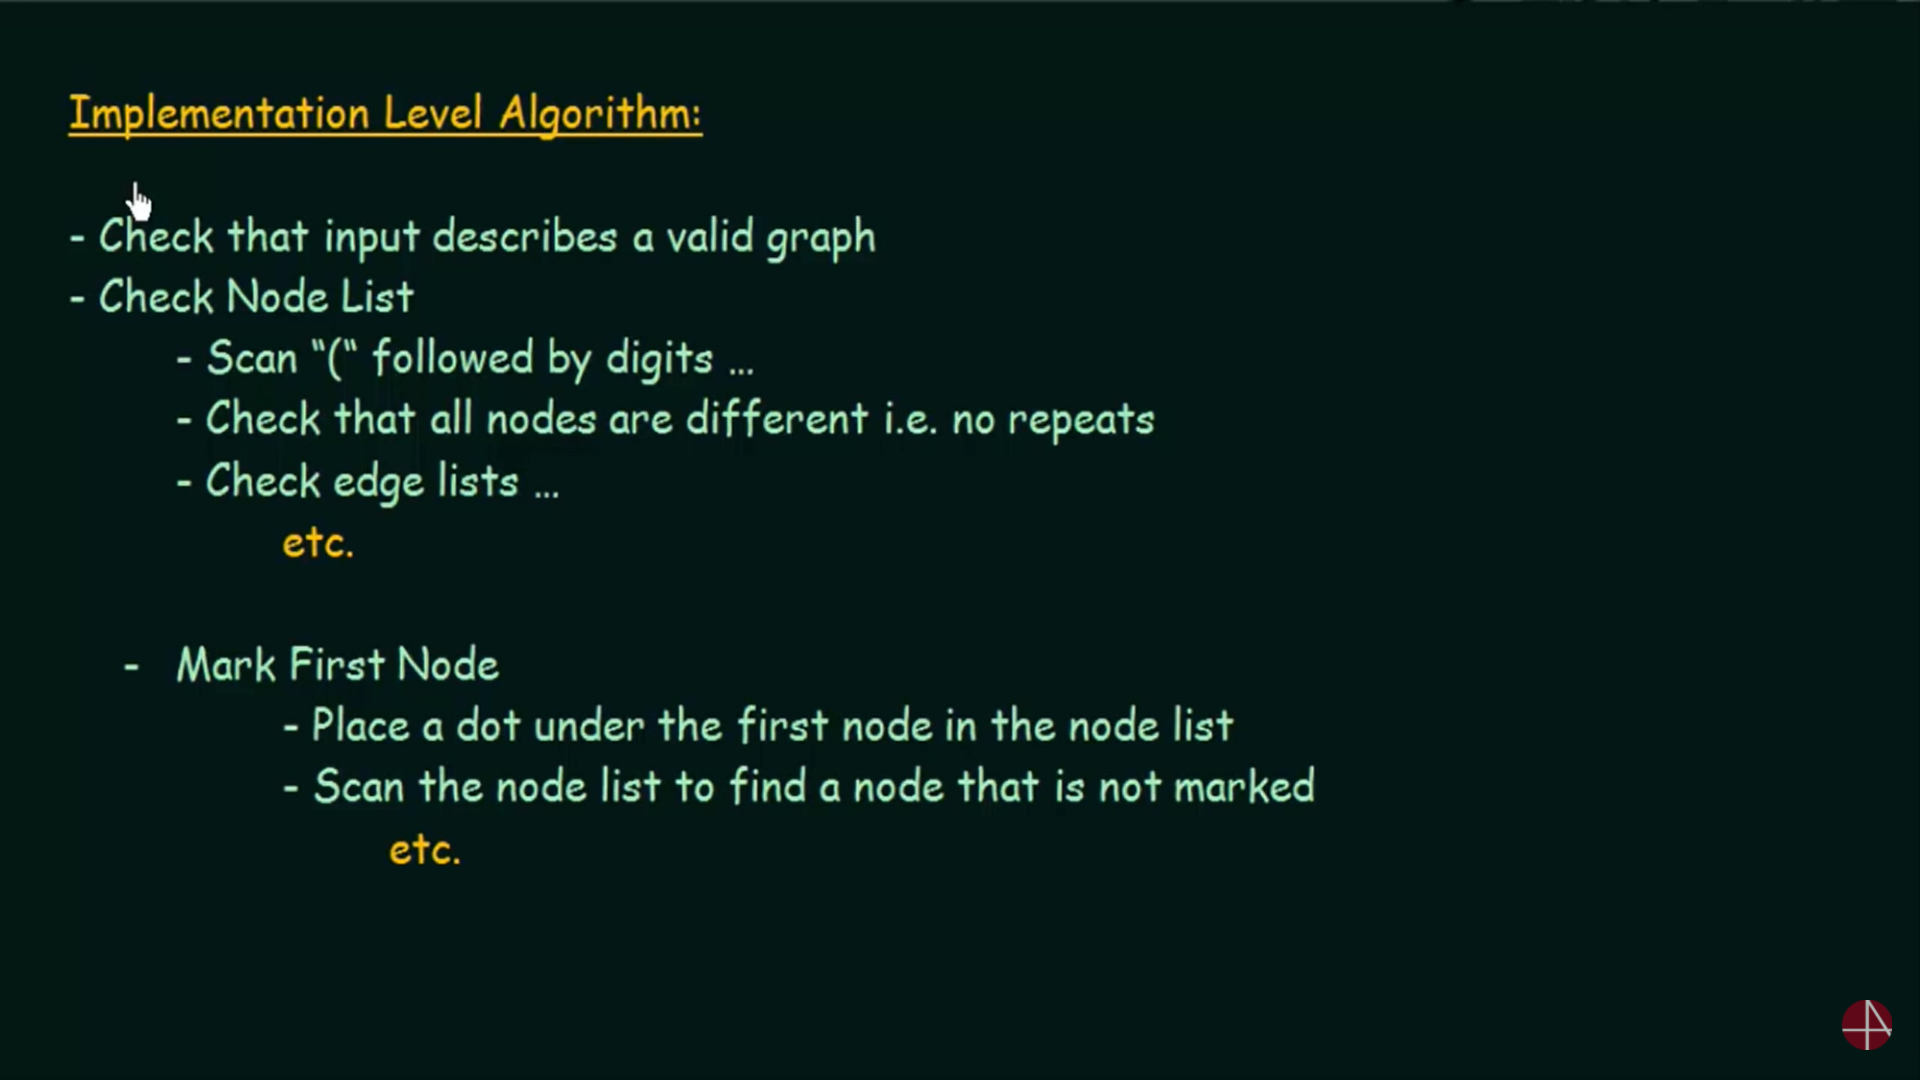 Implementation Level Algorithm:
- Check that input describes a valid graph
- Check Node List
- Scan “(“ followed by digits ...
- Check that all nodes are different i.e. no repeats
- Check edge lists ...
etc.
- Mark First Node
- Place a dot under the first node in the node list
- Scan the node list to find a node that is not marked
etc.